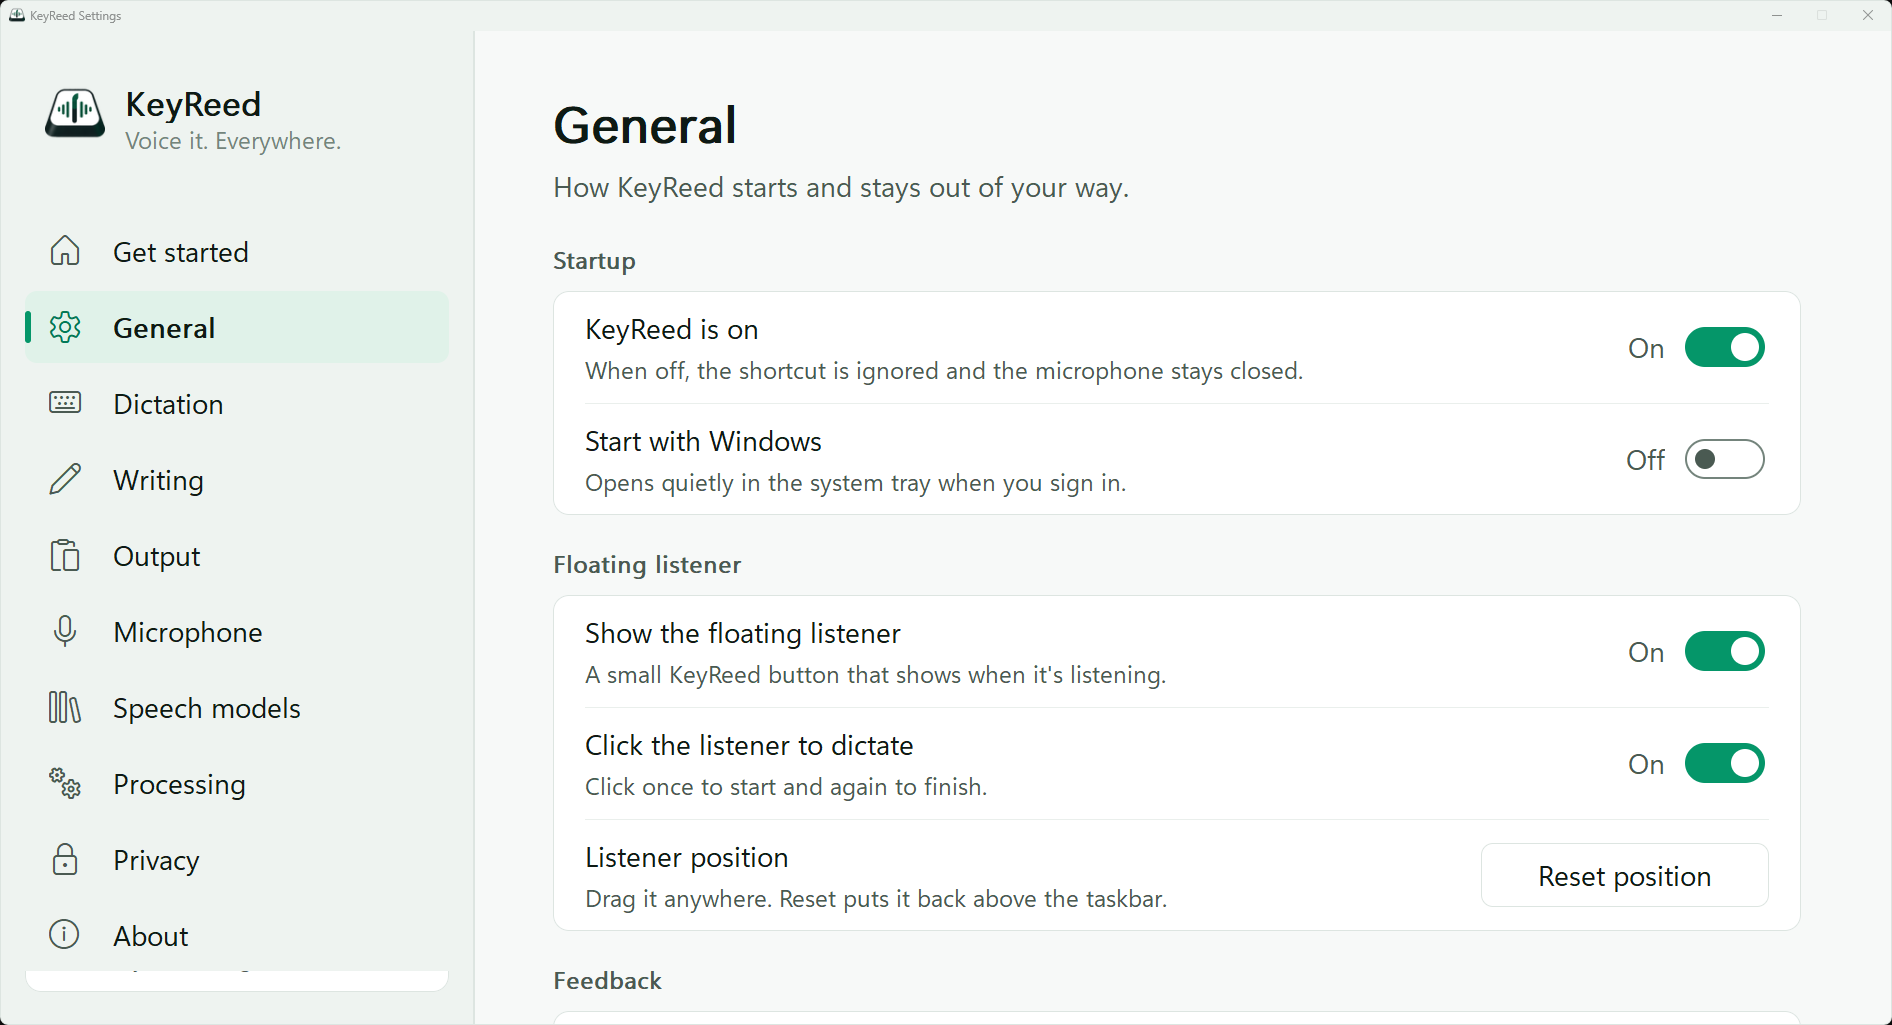 KeyReed Settings
KeyReed
Voice it. Everywhere.
Get started
General
Dictation
Writing
Output
Microphone
Speech models
Processing
Privacy
About
General
How KeyReed starts and stays out of your way.
Startup
KeyReed is on
When off, the shortcut is ignored and the microphone stays closed.
On
Start with Windows
Opens quietly in the system tray when you sign in.
Off
Floating listener
Show the floating listener
A small KeyReed button that shows when it's listening.
On
Click the listener to dictate
Click once to start and again to finish.
On
Listener position
Drag it anywhere. Reset puts it back above the taskbar.
Reset position
Feedback